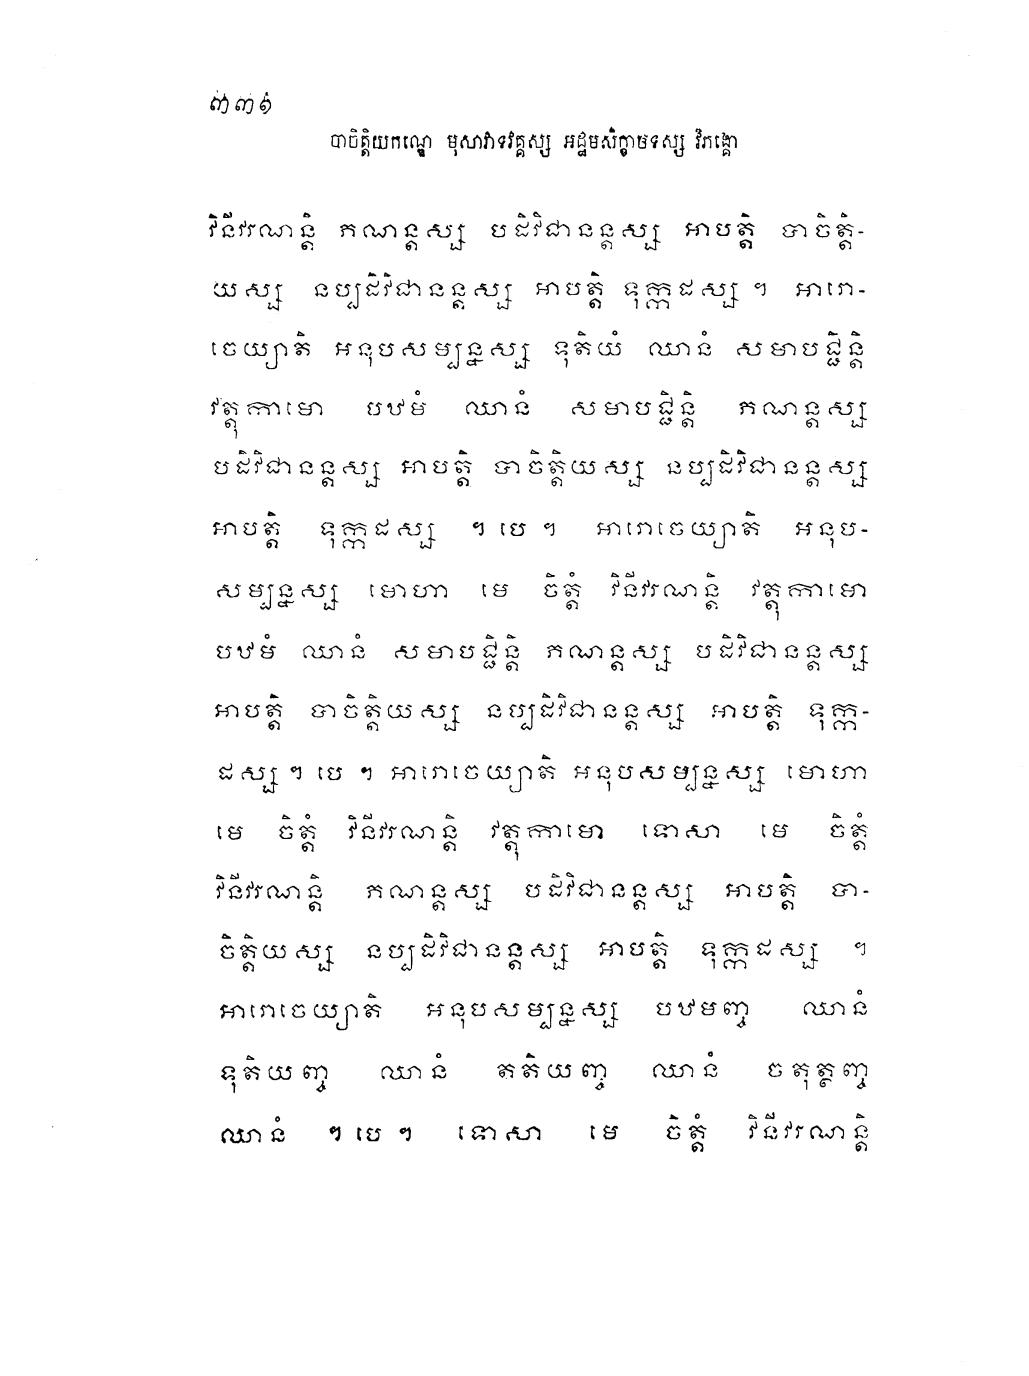 ៣៣១
បាចិត្តិយកណ្ឌេ មុសាវាទវគ្គស្ស អដ្ឋមសិក្ខាបទស្ស វិភង្គោ
វិនីវរណន្តិ ភណន្តស្ស បដិវិជានន្តស្ស អាបត្តិ បាចិត្តិ-
យស្ស នប្បដិវិជានន្តស្ស អាបត្តិ ទុក្កដស្ស ។ អារោ-
ចេយ្យាតិ អនុបសម្បន្នស្ស ទុតិយំ ឈានំ សមាបជ្ជិន្តិ
វត្តុកាមោ បឋមំ ឈានំ សមាបជ្ជិន្តិ ភណន្តស្ស
បដិវិជានន្តស្ស អាបត្តិ បាចិត្តិយស្ស នប្បដិវិជានន្តស្ស
អាបត្តិ ទុក្កដស្ស ។ បេ ។ អារោចេយ្យាតិ អនុប-
សម្បន្នស្ស មោហា មេ ចិត្តំ វិនីវរណន្តិ វត្តុកាមោ
បឋមំ ឈានំ សមាបជ្ជិន្តិ ភណន្តស្ស បដិវិជានន្តស្ស
អាបត្តិ បាចិត្តិយស្ស នប្បដិវិជានន្តស្ស អាបត្តិ ទុក្ក-
ដស្ស ។ បេ ។ អារោចេយ្យាតិ អនុបសម្បន្នស្ស មោហា
មេ ចិត្តំ វិនីវរណន្តិ វត្តុកាមោ ទោសា មេ ចិត្តំ
វិនីវរណន្តិ ភណន្តស្ស បដិវិជានន្តស្ស អាបត្តិ បា-
ចិត្តិយស្ស នប្បដិវិជានន្តស្ស អាបត្តិ ទុក្កដស្ស ។
អារោចេយ្យាតិ អនុបសម្បន្នស្ស បឋមញ្ច ឈានំ
ទុតិយញ្ច ឈានំ តតិយញ្ច ឈានំ ចតុត្ថញ្ច
ឈានំ ។ បេ ។ ទោសា មេ ចិត្តំ វិនីវរណន្តិ